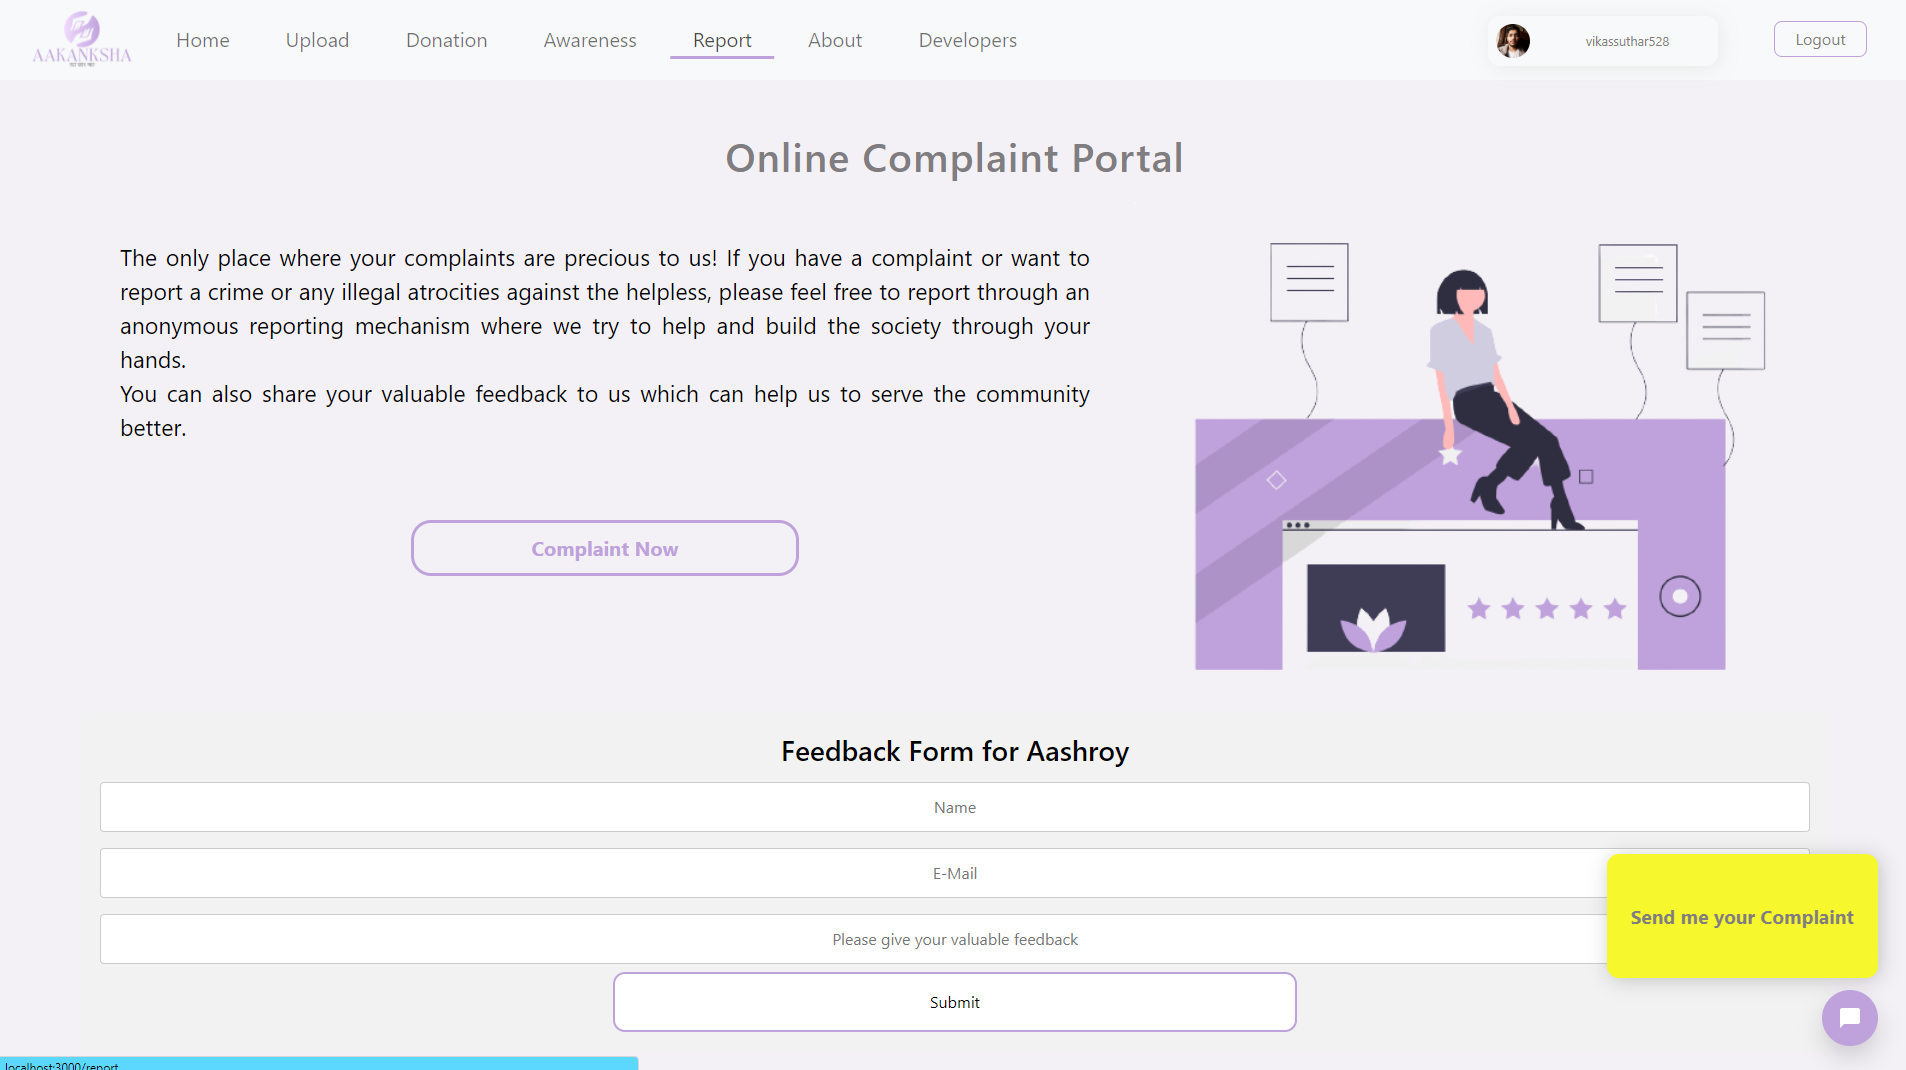 AAKANKSHA
Home
Upload
Donation
Awareness
Report
About
Developers
vikassuthar528
Logout
Online Complaint Portal
The only place where your complaints are precious to us! If you have a complaint or want to
report a crime or any illegal atrocities against the helpless, please feel free to report through an
anonymous reporting mechanism where we try to help and build the society through your
hands.
You can also share your valuable feedback to us which can help us to serve the community
better.
Complaint Now
Feedback Form for Aashroy
Name
E-Mail
Please give your valuable feedback
Send me your Complaint
Submit
localhost:3000/report